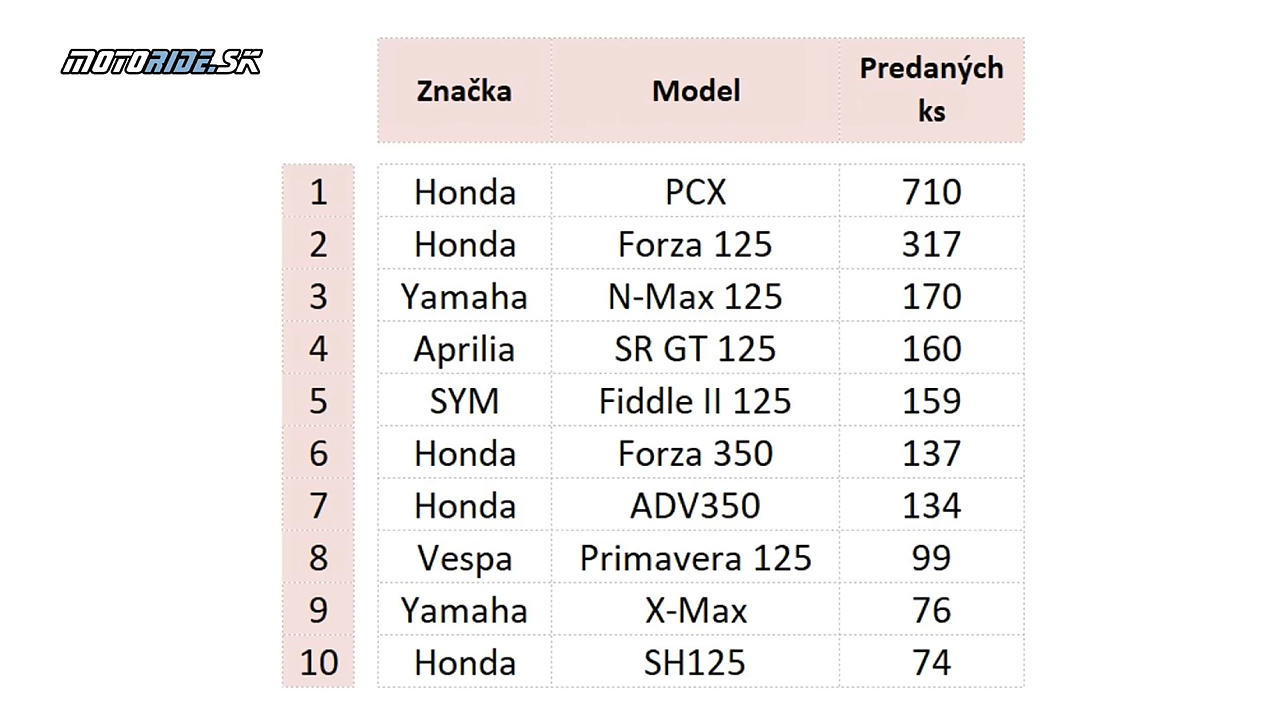 MOTORIDE.SK
Značka Model Predaných ks
1 Honda PCX 710
2 Honda Forza 125 317
3 Yamaha N-Max 125 170
4 Aprilia SR GT 125 160
5 SYM Fiddle II 125 159
6 Honda Forza 350 137
7 Honda ADV350 134
8 Vespa Primavera 125 99
9 Yamaha X-Max 76
10 Honda SH125 74